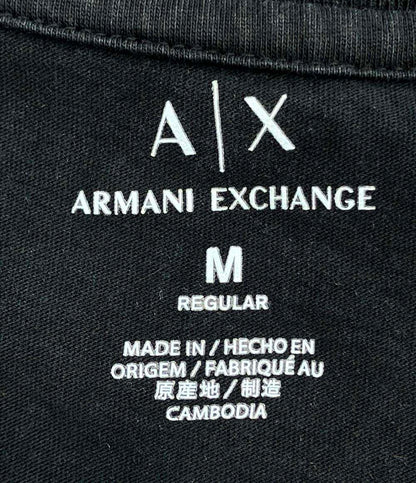 A|X
ARMANI EXCHANGE
M
REGULAR
MADE IN / HECHO EN
ORIGEM / FABRIQUÉ AU
原産地 / 制造
CAMBODIA